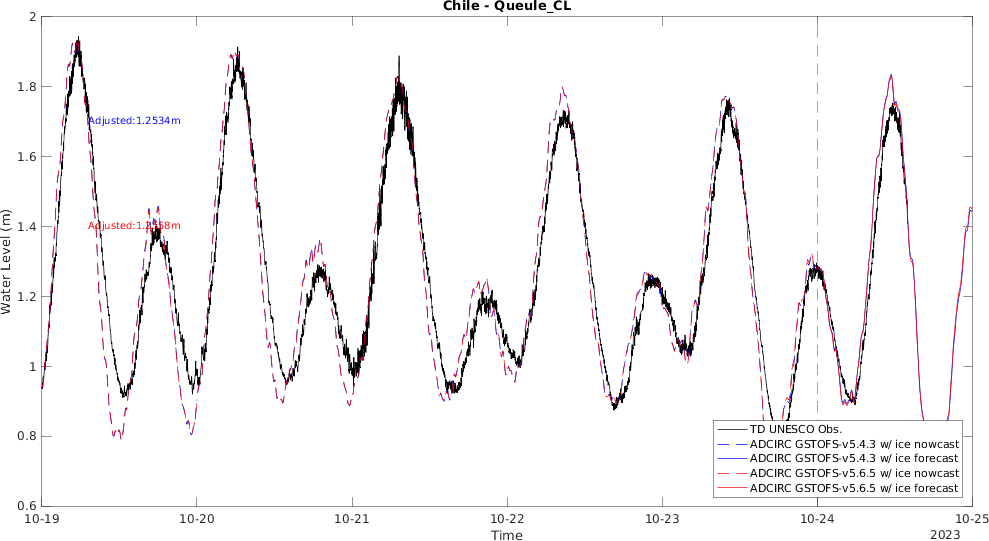 Chile - Queule_CL
2
1.8
1.6
1.4
1.2
1
0.8
0.6
Water Level (m)
Adjusted:1.2534m
TD UNESCO Obs.
ADCIRC GSTOFS-v5.4.3 w/ ice nowcast
ADCIRC GSTOFS-v5.4.3 w/ ice forecast
ADCIRC GSTOFS-v5.6.5 w/ ice nowcast
ADCIRC GSTOFS-v5.6.5 w/ ice forecast
10-19
10-20
10-21
10-22
10-23
10-24
10-25
Time
2023